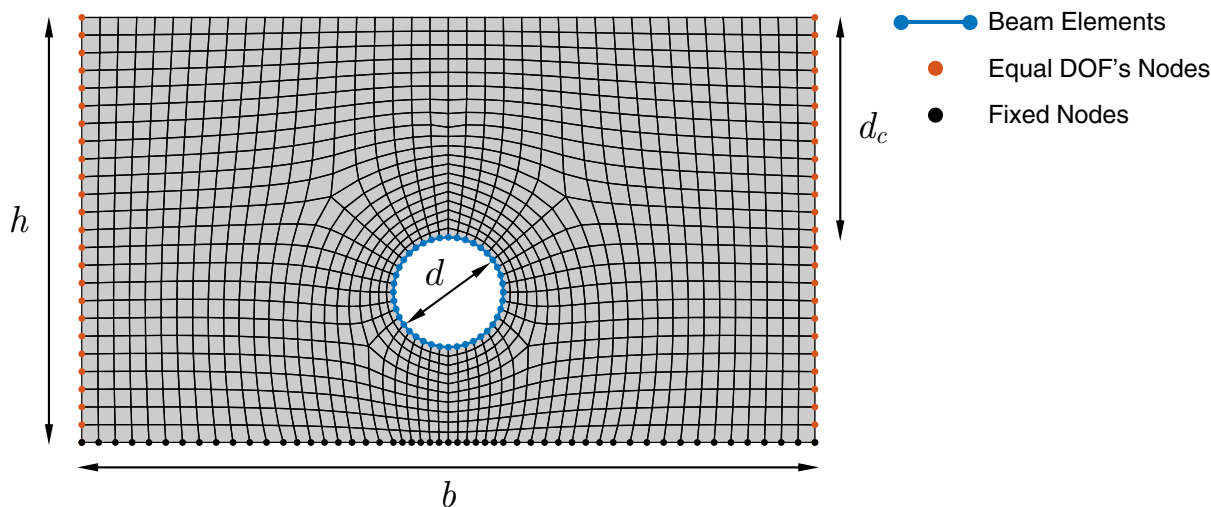 Beam Elements
Equal DOF's Nodes
Fixed Nodes
d_c
h
d
b